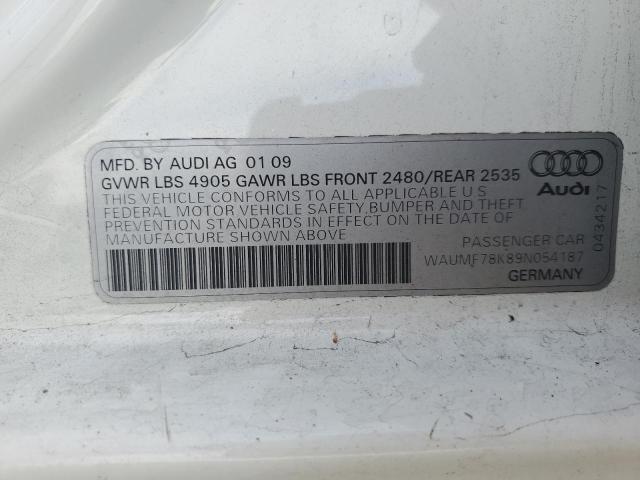 MFD. BY AUDI AG 01 09
GVWR LBS 4905 GAWR LBS FRONT 2480/REAR 2535
THIS VEHICLE CONFORMS TO ALL APPLICABLE U S
FEDERAL MOTOR VEHICLE SAFETY, BUMPER AND THEFT
PREVENTION STANDARDS IN EFFECT ON THE DATE OF
MANUFACTURE SHOWN ABOVE
Audi
0434217
PASSENGER CAR
WAUMF78K89N054187
GERMANY